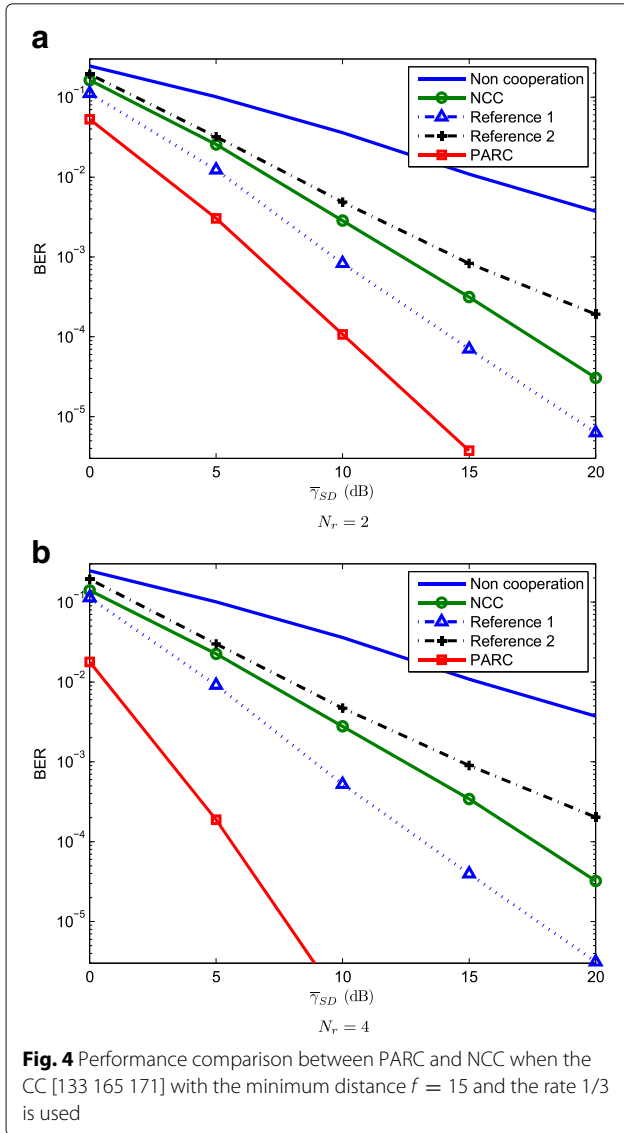 a
10⁻¹
10⁻²
10⁻³
10⁻⁴
10⁻⁵
BER
Non cooperation
NCC
Reference 1
Reference 2
PARC
0 5 10 15 20
γ̅_SD (dB)
N_r = 2
b
10⁻¹
10⁻²
10⁻³
10⁻⁴
10⁻⁵
BER
Non cooperation
NCC
Reference 1
Reference 2
PARC
0 5 10 15 20
γ̅_SD (dB)
N_r = 4
Fig. 4 Performance comparison between PARC and NCC when the
CC [133 165 171] with the minimum distance f = 15 and the rate 1/3
is used